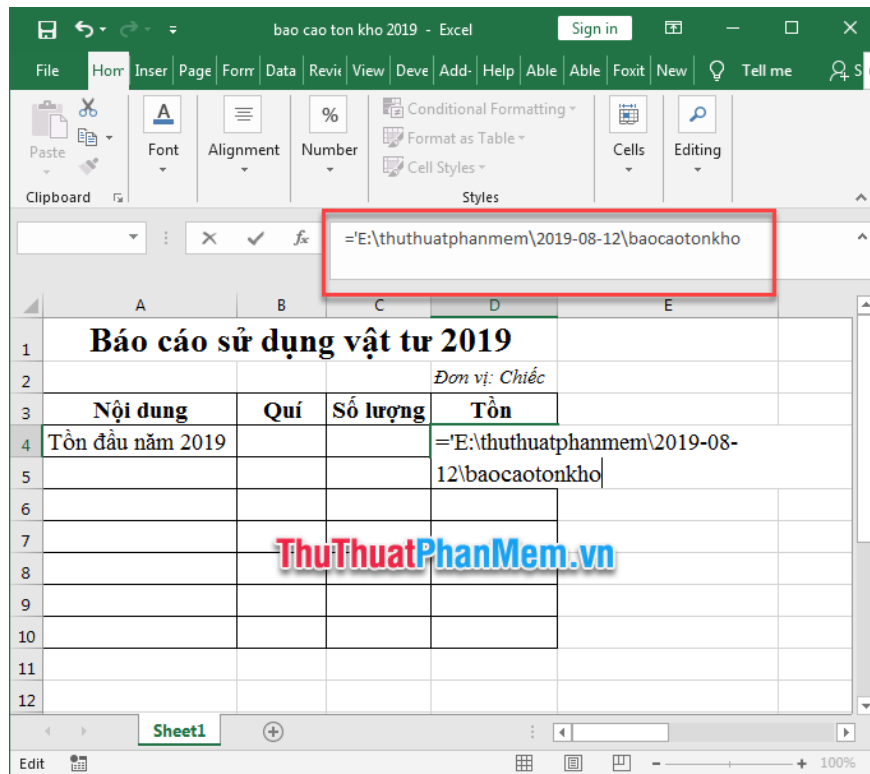 bao cao ton kho 2019 - Excel Sign in
File Hom Inser Page Form Data Revie View Deve Add- Help Able Able Foxit New Tell me S
Paste Font Alignment Number Conditional Formatting Cells Editing
Format as Table
Cell Styles
Clipboard Styles
fx ='E:\thuthuatphanmem\2019-08-12\baocaotonkho
A B C D E
1 Báo cáo sử dụng vật tư 2019
2 Đơn vị: Chiếc
3 Nội dung Quí Số lượng Tồn
4 Tồn đầu năm 2019 ='E:\thuthuatphanmem\2019-08-
5 12\baocaotonkho
6
7
ThuThuatPhanMem.vn
8
9
10
11
12
Sheet1
Edit 100%